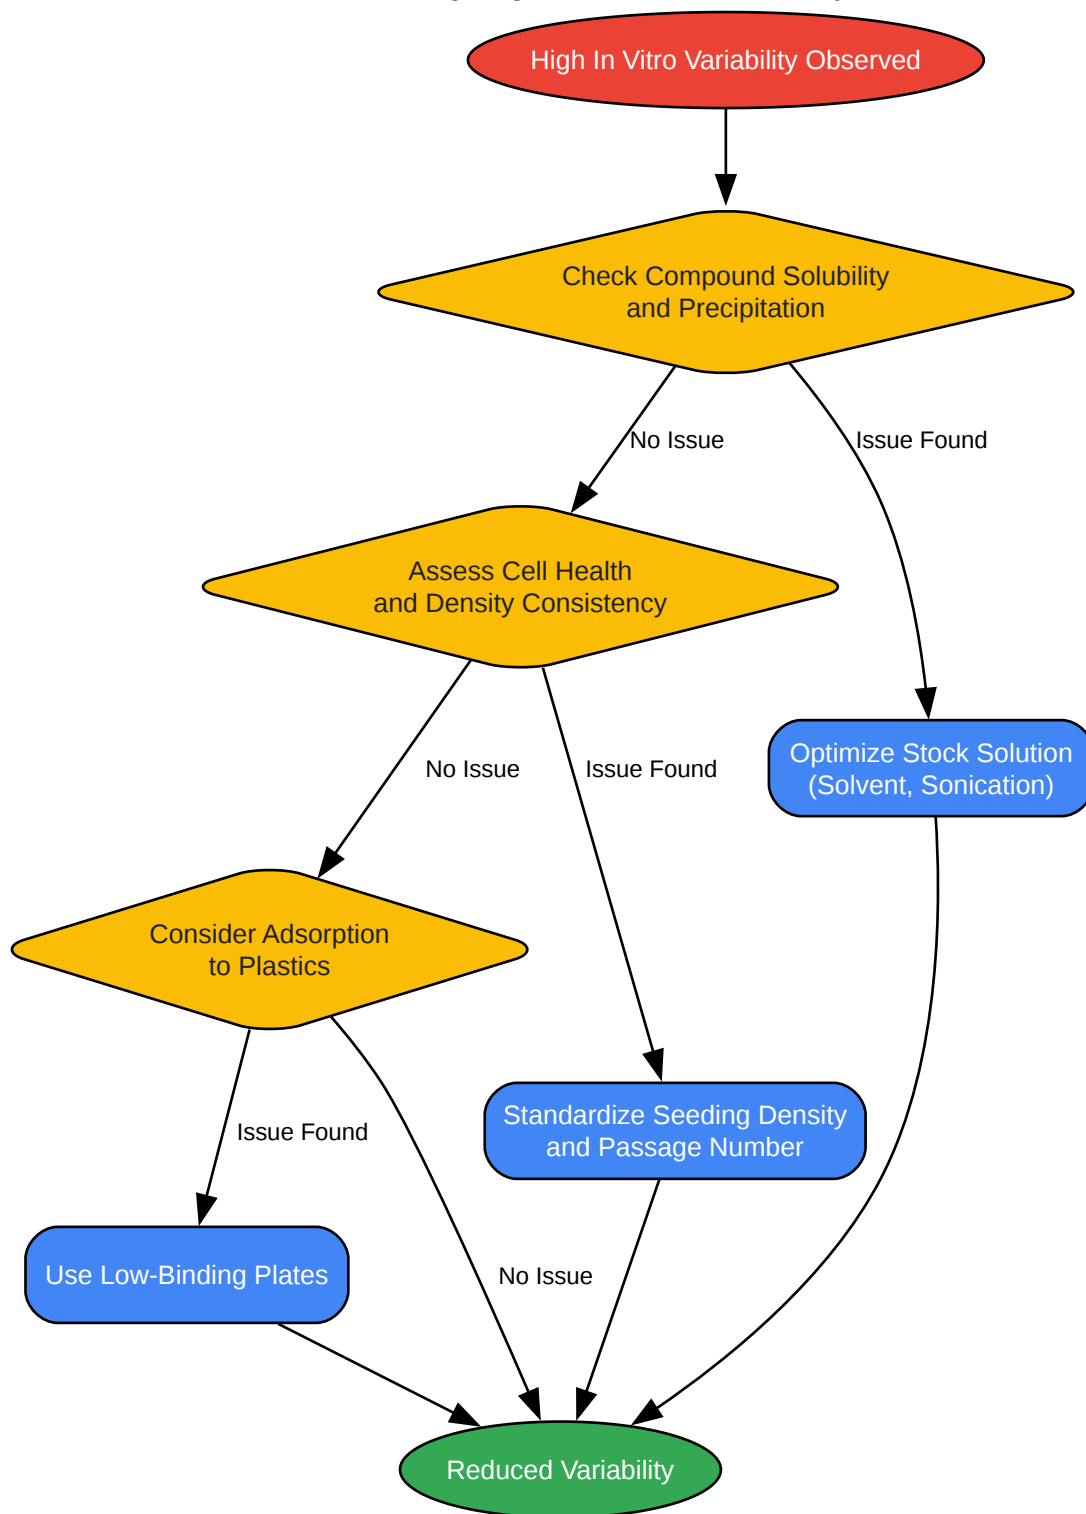 High In Vitro Variability Observed
Check Compound Solubility
and Precipitation
No Issue
Issue Found
Assess Cell Health
and Density Consistency
Optimize Stock Solution
(Solvent, Sonication)
No Issue
Issue Found
Consider Adsorption
to Plastics
Issue Found
Standardize Seeding Density
and Passage Number
Use Low-Binding Plates
No Issue
Reduced Variability